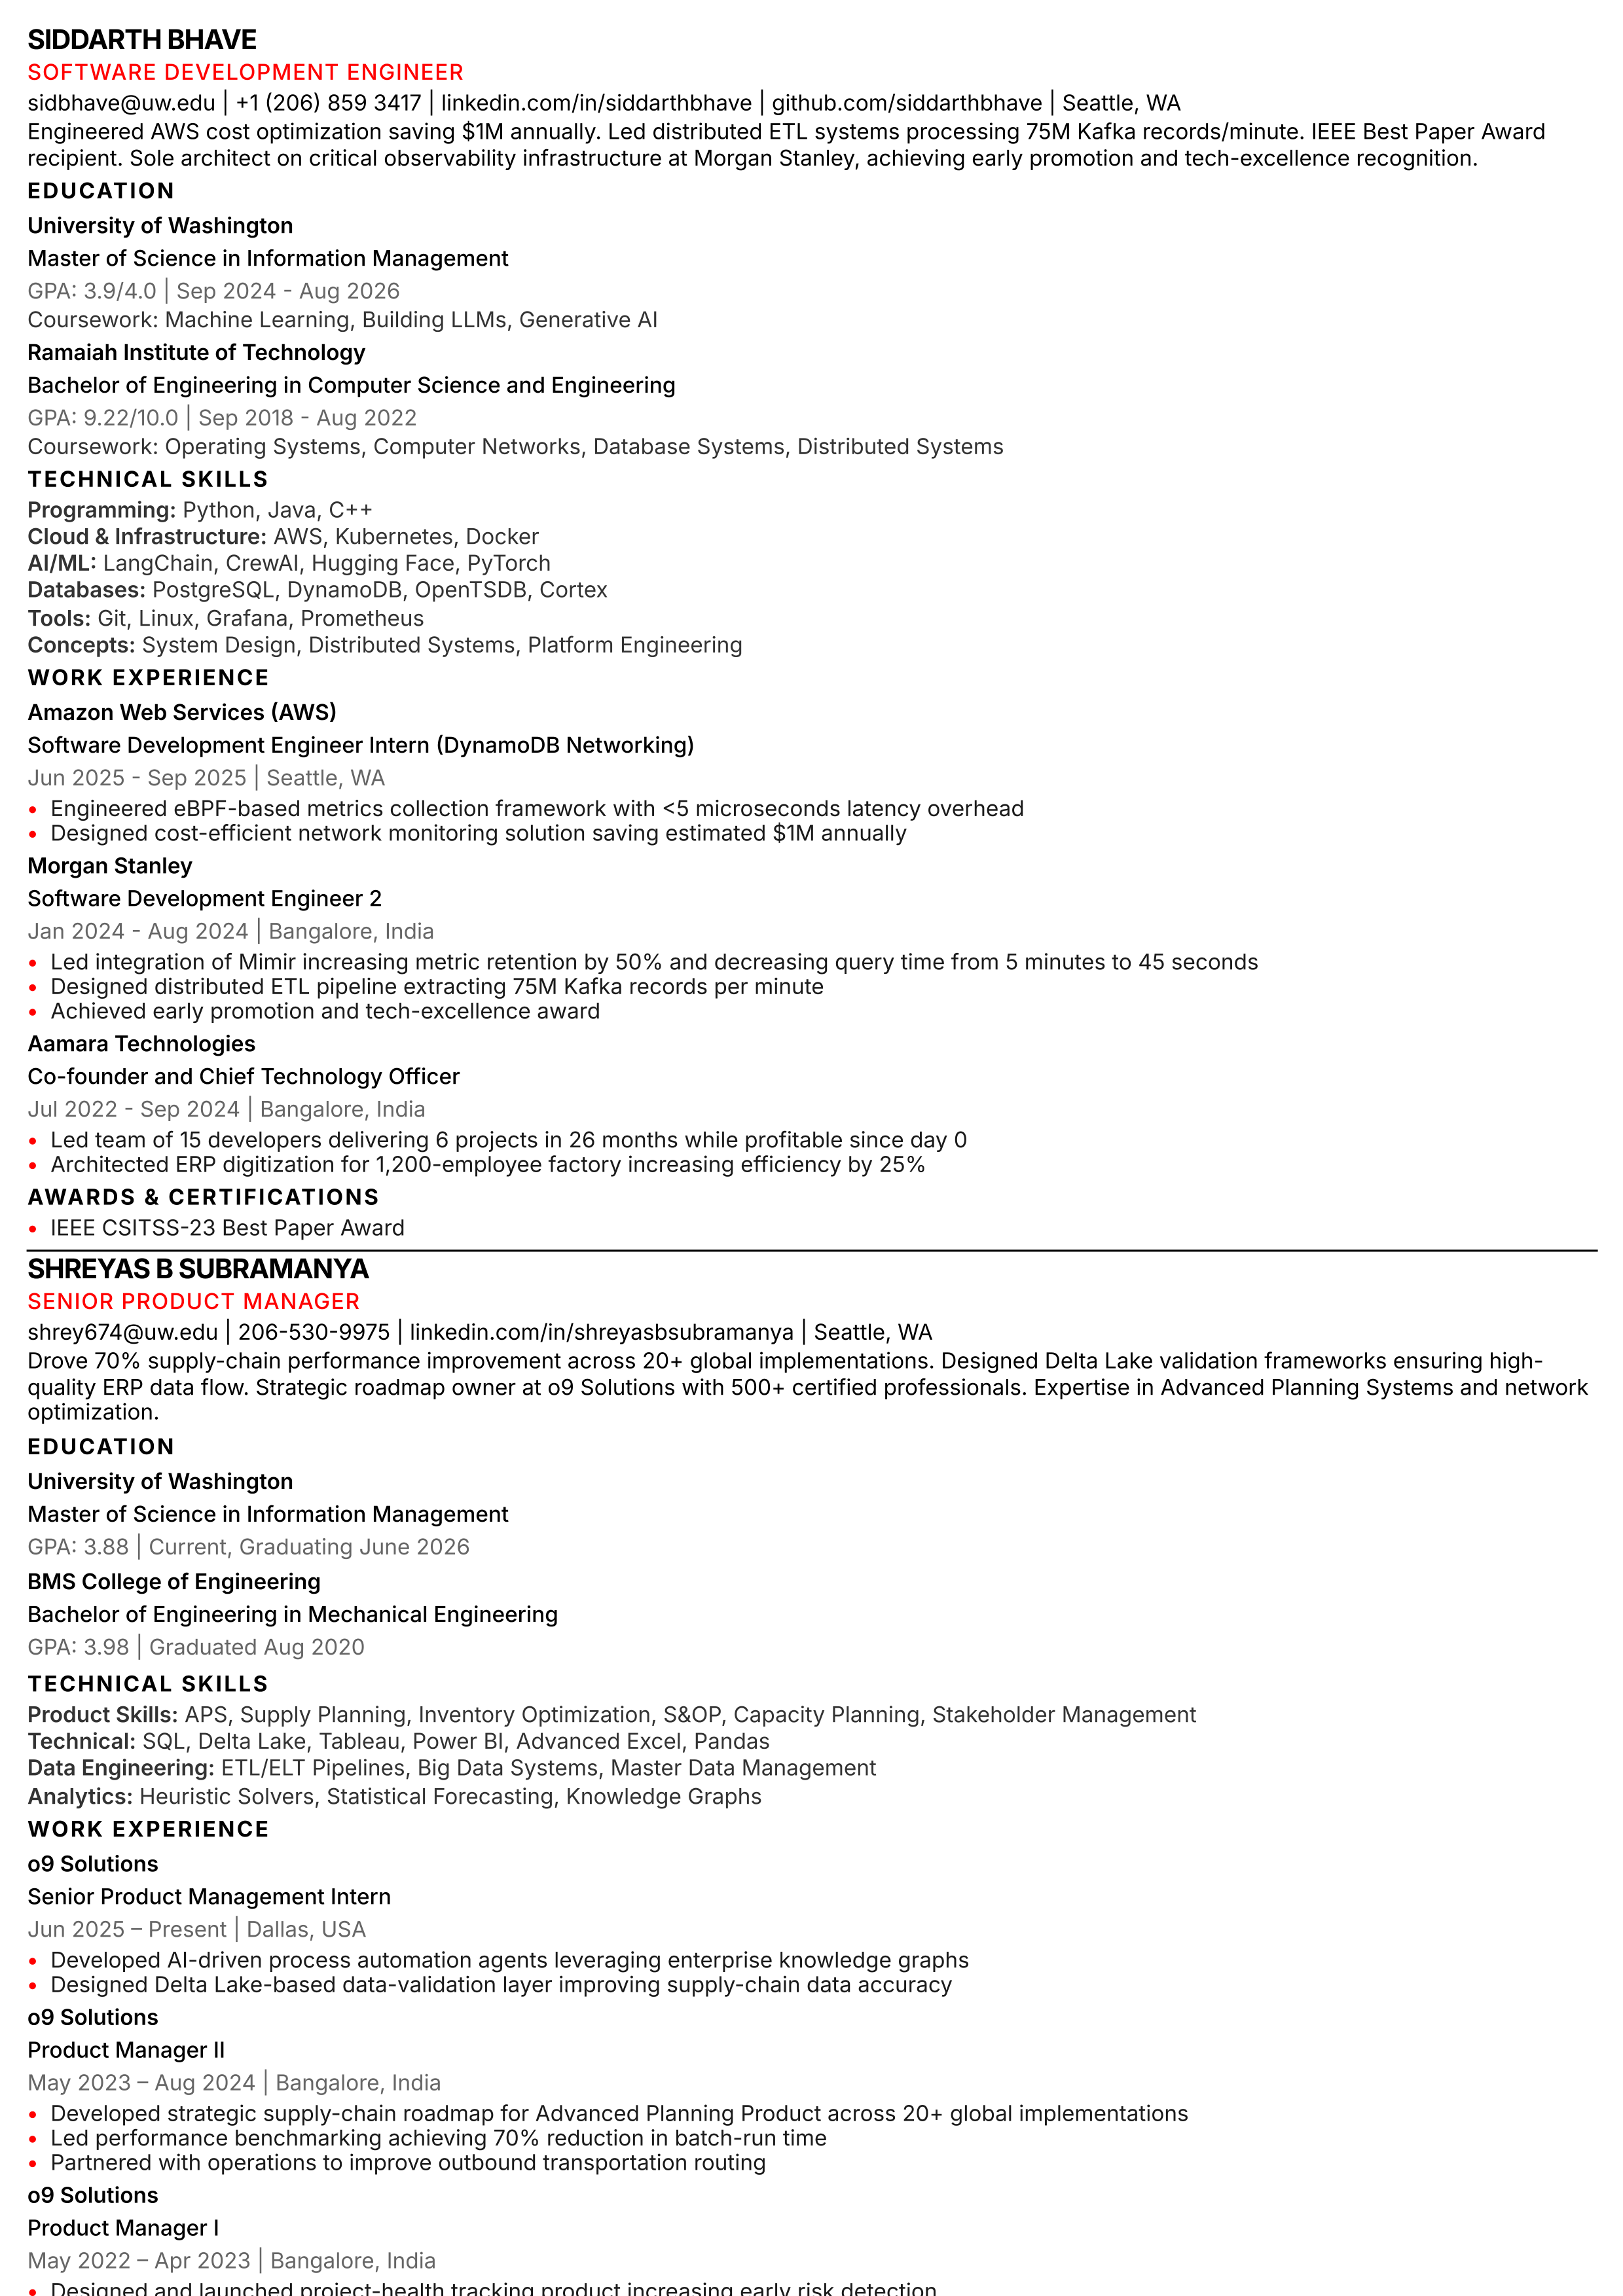 SIDDARTH BHAVE
SOFTWARE DEVELOPMENT ENGINEER
sidbhave@uw.edu | +1 (206) 859 3417 | linkedin.com/in/siddarthbhave | github.com/siddarthbhave | Seattle, WA
Engineered AWS cost optimization saving $1M annually. Led distributed ETL systems processing 75M Kafka records/minute. IEEE Best Paper Award
recipient. Sole architect on critical observability infrastructure at Morgan Stanley, achieving early promotion and tech-excellence recognition.
EDUCATION
University of Washington
Master of Science in Information Management
GPA: 3.9/4.0 | Sep 2024 - Aug 2026
Coursework: Machine Learning, Building LLMs, Generative AI
Ramaiah Institute of Technology
Bachelor of Engineering in Computer Science and Engineering
GPA: 9.22/10.0 | Sep 2018 - Aug 2022
Coursework: Operating Systems, Computer Networks, Database Systems, Distributed Systems
TECHNICAL SKILLS
Programming: Python, Java, C++
Cloud & Infrastructure: AWS, Kubernetes, Docker
AI/ML: LangChain, CrewAI, Hugging Face, PyTorch
Databases: PostgreSQL, DynamoDB, OpenTSDB, Cortex
Tools: Git, Linux, Grafana, Prometheus
Concepts: System Design, Distributed Systems, Platform Engineering
WORK EXPERIENCE
Amazon Web Services (AWS)
Software Development Engineer Intern (DynamoDB Networking)
Jun 2025 - Sep 2025 | Seattle, WA
• Engineered eBPF-based metrics collection framework with <5 microseconds latency overhead
• Designed cost-efficient network monitoring solution saving estimated $1M annually
Morgan Stanley
Software Development Engineer 2
Jan 2024 - Aug 2024 | Bangalore, India
• Led integration of Mimir increasing metric retention by 50% and decreasing query time from 5 minutes to 45 seconds
• Designed distributed ETL pipeline extracting 75M Kafka records per minute
• Achieved early promotion and tech-excellence award
Aamara Technologies
Co-founder and Chief Technology Officer
Jul 2022 - Sep 2024 | Bangalore, India
• Led team of 15 developers delivering 6 projects in 26 months while profitable since day 0
• Architected ERP digitization for 1,200-employee factory increasing efficiency by 25%
AWARDS & CERTIFICATIONS
• IEEE CSITSS-23 Best Paper Award
SHREYAS B SUBRAMANYA
SENIOR PRODUCT MANAGER
shrey674@uw.edu | 206-530-9975 | linkedin.com/in/shreyasbsubramanya | Seattle, WA
Drove 70% supply-chain performance improvement across 20+ global implementations. Designed Delta Lake validation frameworks ensuring high-
quality ERP data flow. Strategic roadmap owner at o9 Solutions with 500+ certified professionals. Expertise in Advanced Planning Systems and network
optimization.
EDUCATION
University of Washington
Master of Science in Information Management
GPA: 3.88 | Current, Graduating June 2026
BMS College of Engineering
Bachelor of Engineering in Mechanical Engineering
GPA: 3.98 | Graduated Aug 2020
TECHNICAL SKILLS
Product Skills: APS, Supply Planning, Inventory Optimization, S&OP, Capacity Planning, Stakeholder Management
Technical: SQL, Delta Lake, Tableau, Power BI, Advanced Excel, Pandas
Data Engineering: ETL/ELT Pipelines, Big Data Systems, Master Data Management
Analytics: Heuristic Solvers, Statistical Forecasting, Knowledge Graphs
WORK EXPERIENCE
o9 Solutions
Senior Product Management Intern
Jun 2025 – Present | Dallas, USA
• Developed AI-driven process automation agents leveraging enterprise knowledge graphs
• Designed Delta Lake-based data-validation layer improving supply-chain data accuracy
o9 Solutions
Product Manager II
May 2023 – Aug 2024 | Bangalore, India
• Developed strategic supply-chain roadmap for Advanced Planning Product across 20+ global implementations
• Led performance benchmarking achieving 70% reduction in batch-run time
• Partnered with operations to improve outbound transportation routing
o9 Solutions
Product Manager I
May 2022 – Apr 2023 | Bangalore, India
• Designed and launched project-health tracking product increasing early risk detection